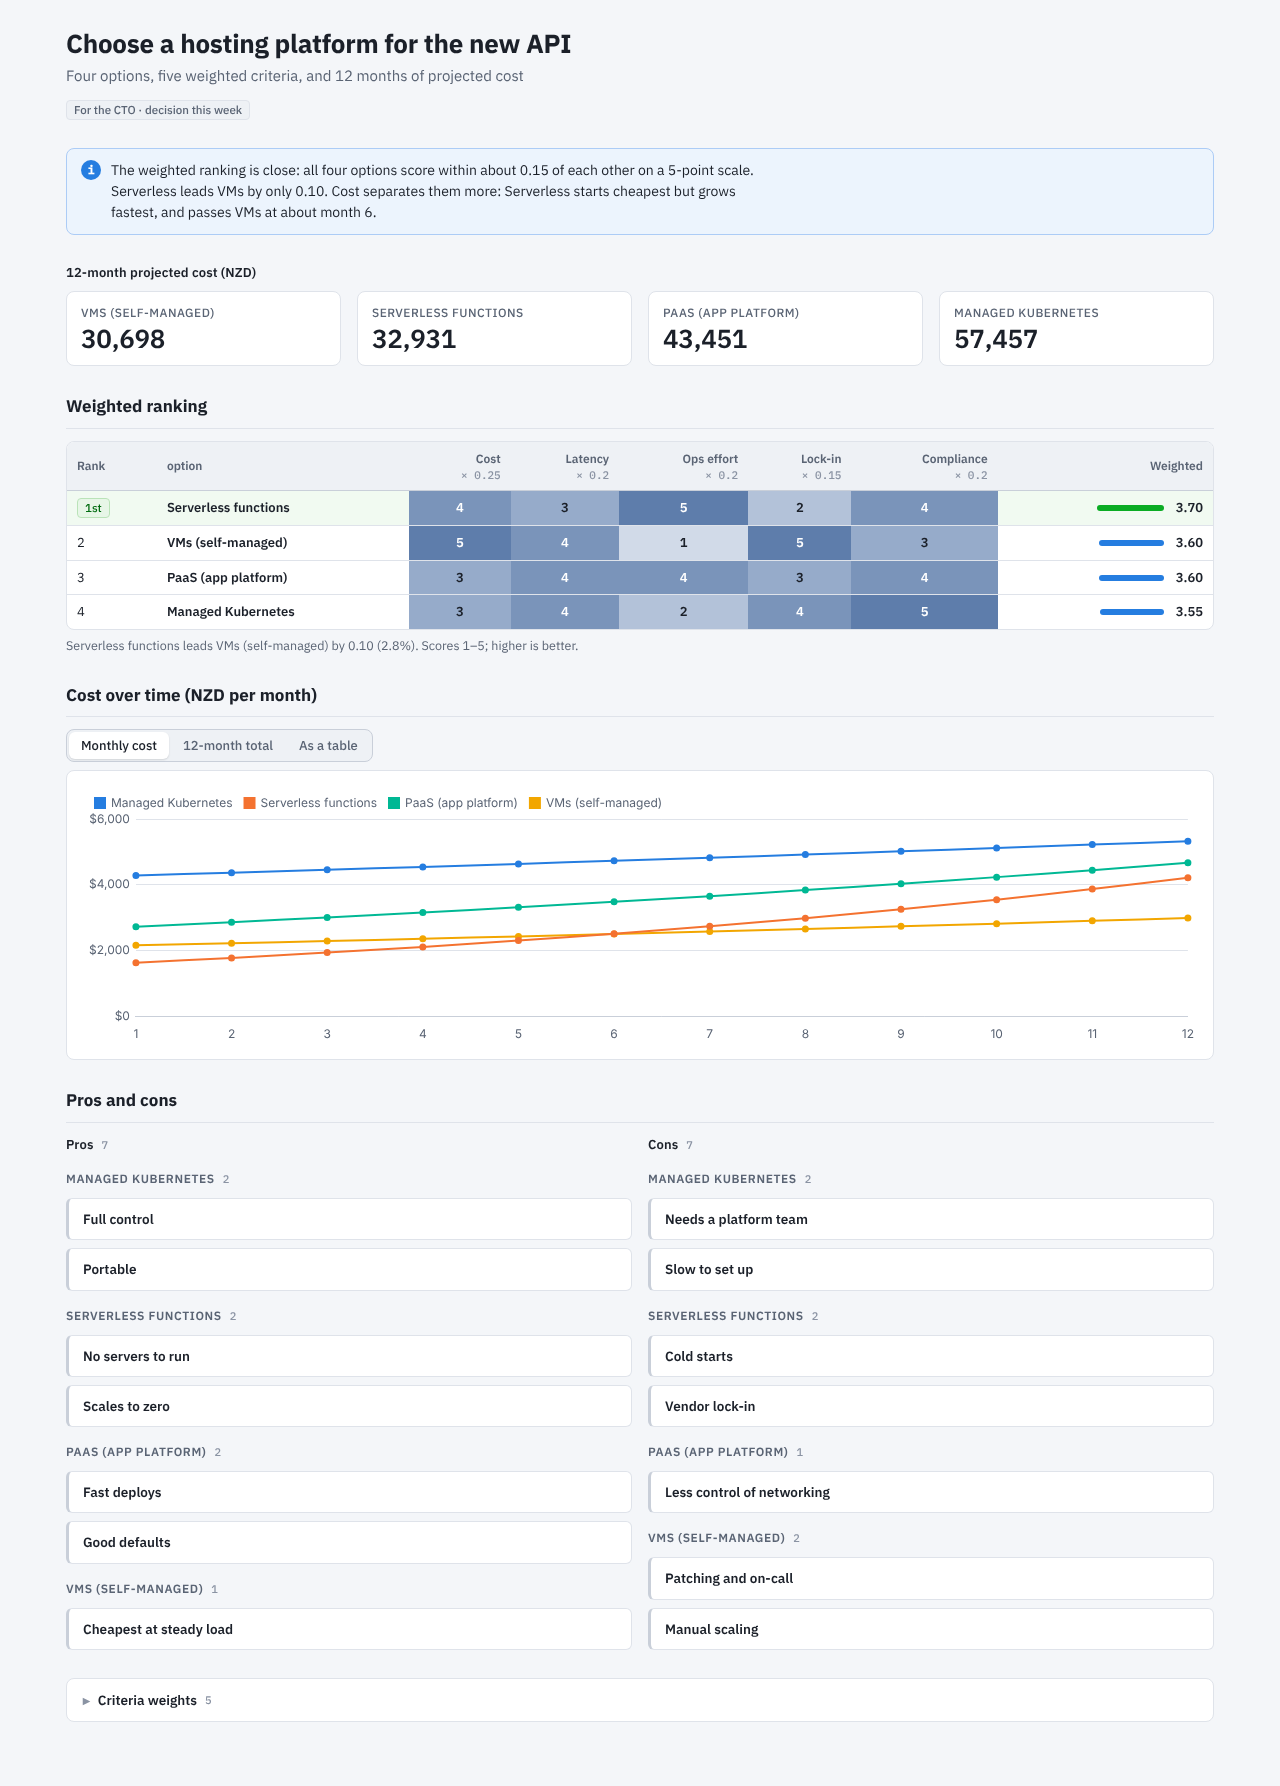 Choose a hosting platform for the new API
Four options, five weighted criteria, and 12 months of projected cost
For the CTO · decision this week
The weighted ranking is close: all four options score within about 0.15 of each other on a 5-point scale.
Serverless leads VMs by only 0.10. Cost separates them more: Serverless starts cheapest but grows
fastest, and passes VMs at about month 6.
12-month projected cost (NZD)
VMS (SELF-MANAGED)
30,698
SERVERLESS FUNCTIONS
32,931
PAAS (APP PLATFORM)
43,451
MANAGED KUBERNETES
57,457
Weighted ranking
Rank option Cost × 0.25 Latency × 0.2 Ops effort × 0.2 Lock-in × 0.15 Compliance × 0.2 Weighted
1st Serverless functions 4 3 5 2 4 3.70
2 VMs (self-managed) 5 4 1 5 3 3.60
3 PaaS (app platform) 3 4 4 3 4 3.60
4 Managed Kubernetes 3 4 2 4 5 3.55
Serverless functions leads VMs (self-managed) by 0.10 (2.8%). Scores 1–5; higher is better.
Cost over time (NZD per month)
Monthly cost 12-month total As a table
Managed Kubernetes Serverless functions PaaS (app platform) VMs (self-managed)
$6,000
$4,000
$2,000
$0
1 2 3 4 5 6 7 8 9 10 11 12
Pros and cons
Pros 7
MANAGED KUBERNETES 2
Full control
Portable
SERVERLESS FUNCTIONS 2
No servers to run
Scales to zero
PAAS (APP PLATFORM) 2
Fast deploys
Good defaults
VMS (SELF-MANAGED) 1
Cheapest at steady load
Cons 7
MANAGED KUBERNETES 2
Needs a platform team
Slow to set up
SERVERLESS FUNCTIONS 2
Cold starts
Vendor lock-in
PAAS (APP PLATFORM) 1
Less control of networking
VMS (SELF-MANAGED) 2
Patching and on-call
Manual scaling
Criteria weights 5